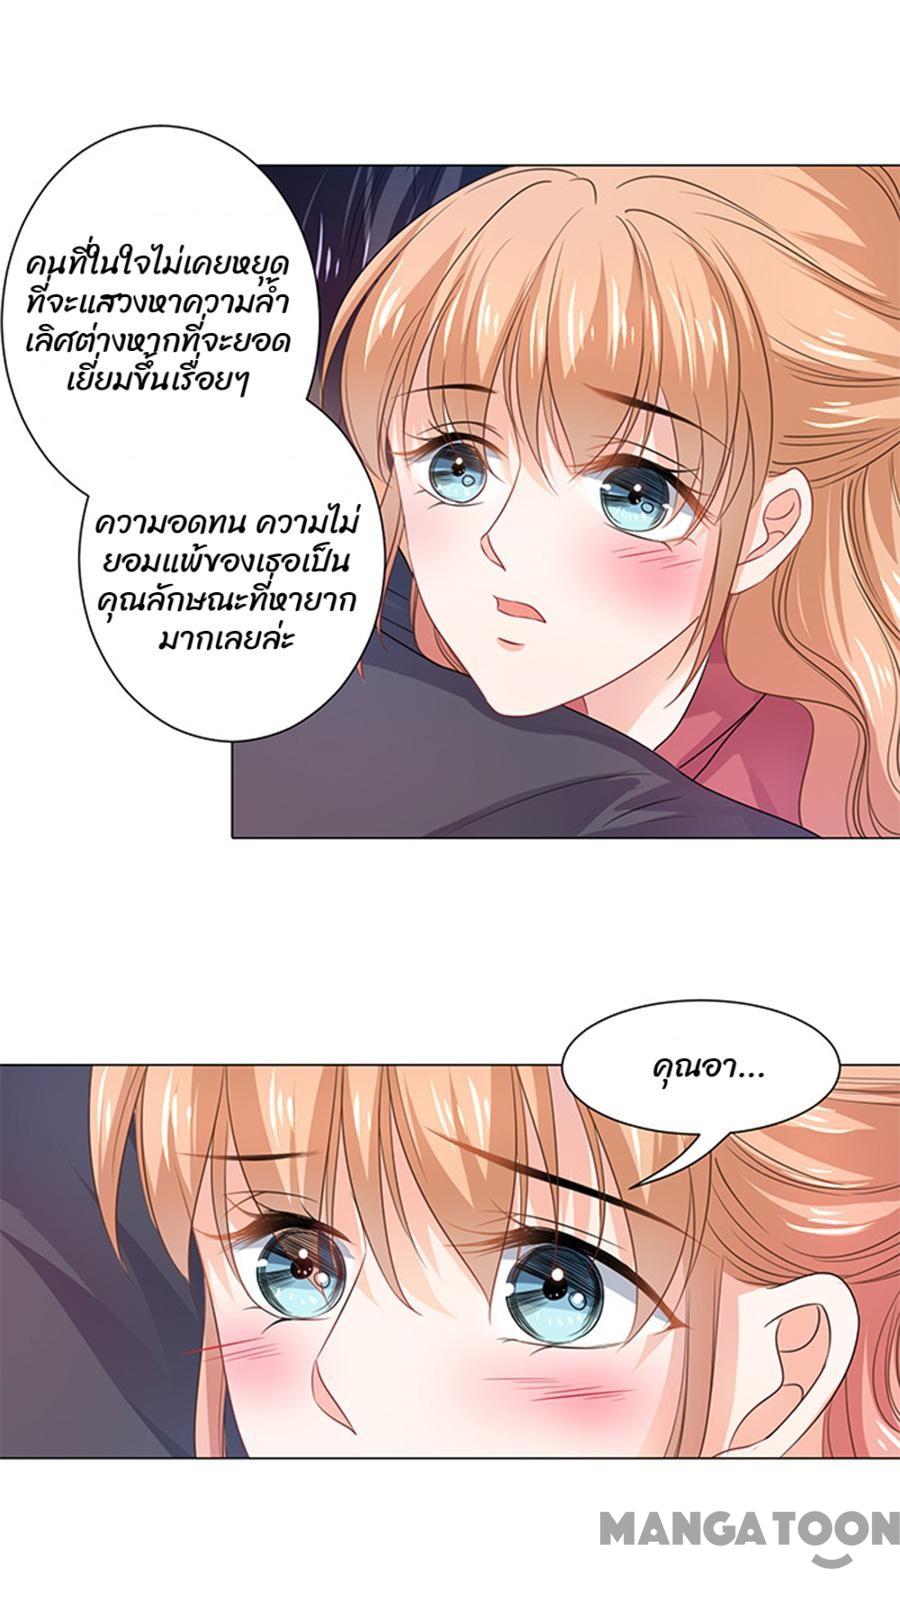 คนที่ในใจไม่เคยหยุด
ที่จะแสวงหาความล้ำ
เลิศต่างหากที่จะยอด
เยี่ยมขึ้นเรื่อยๆ
ความอดทน ความไม่
ยอมแพ้ของเธอเป็น
คุณลักษณะที่หายาก
มากเลยล่ะ
คุณอา...
MANGATOON